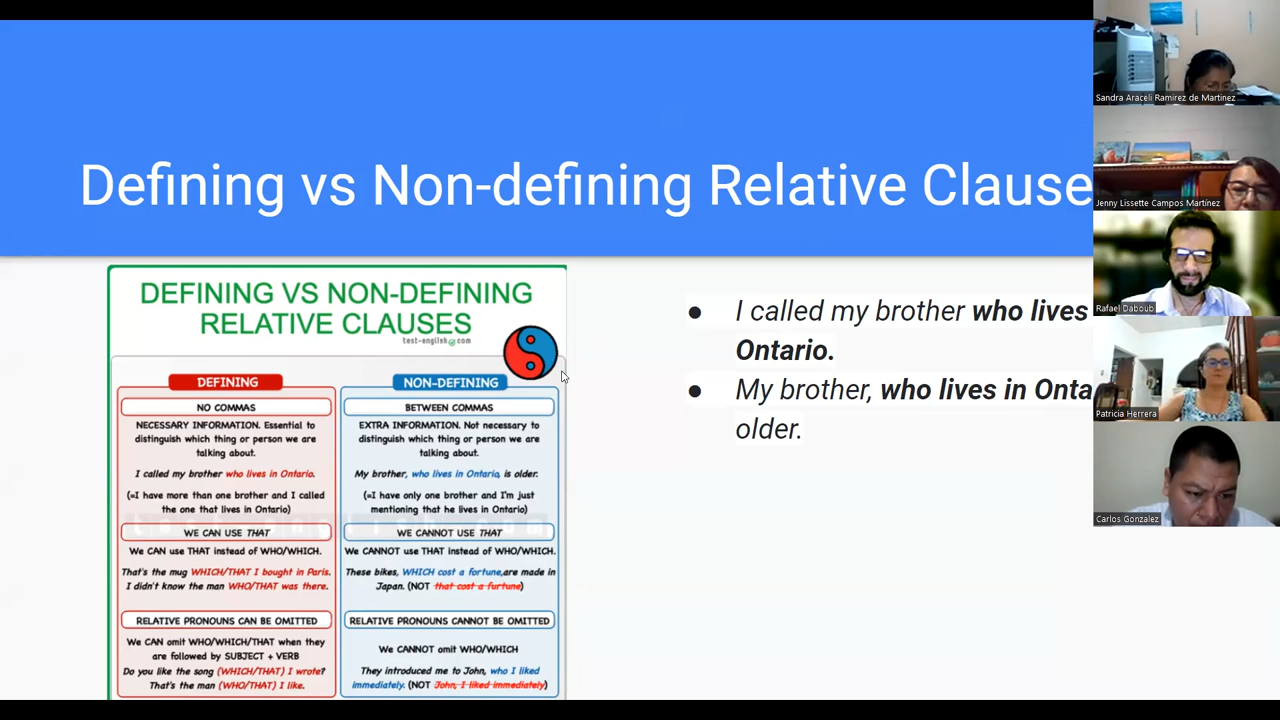 Defining vs Non-defining Relative Clause
DEFINING VS NON-DEFINING
RELATIVE CLAUSES
test-english.com
DEFINING
NO COMMAS
NECESSARY INFORMATION. Essential to
distinguish which thing or person we are
talking about.
I called my brother who lives in Ontario.
(=I have more than one brother and I called
the one that lives in Ontario)
WE CAN USE THAT
We CAN use THAT instead of WHO/WHICH.
That's the mug WHICH/THAT I bought in Paris.
I didn't know the man WHO/THAT was there.
RELATIVE PRONOUNS CAN BE OMITTED
We CAN omit WHO/WHICH/THAT when they
are followed by SUBJECT + VERB
Do you like the song (WHICH/THAT) I wrote?
That's the man (WHO/THAT) I like.
NON-DEFINING
BETWEEN COMMAS
EXTRA INFORMATION. Not necessary to
distinguish which thing or person we are
talking about.
My brother, who lives in Ontario, is older.
(=I have only one brother and I'm just
mentioning that he lives in Ontario)
WE CANNOT USE THAT
We CANNOT use THAT instead of WHO/WHICH.
These bikes, WHICH cost a fortune,are made in
Japan. (NOT that cost a furtune)
RELATIVE PRONOUNS CANNOT BE OMITTED
We CANNOT omit WHO/WHICH
They introduced me to John, who I liked
immediately. (NOT John, I liked immediately)
● I called my brother who lives
Ontario.
● My brother, who lives in Onta
older.
Sandra Araceli Ramirez de Martinez
Jenny Lissette Campos Martínez
Rafael Daboub
Patricia Herrera
Carlos Gonzalez